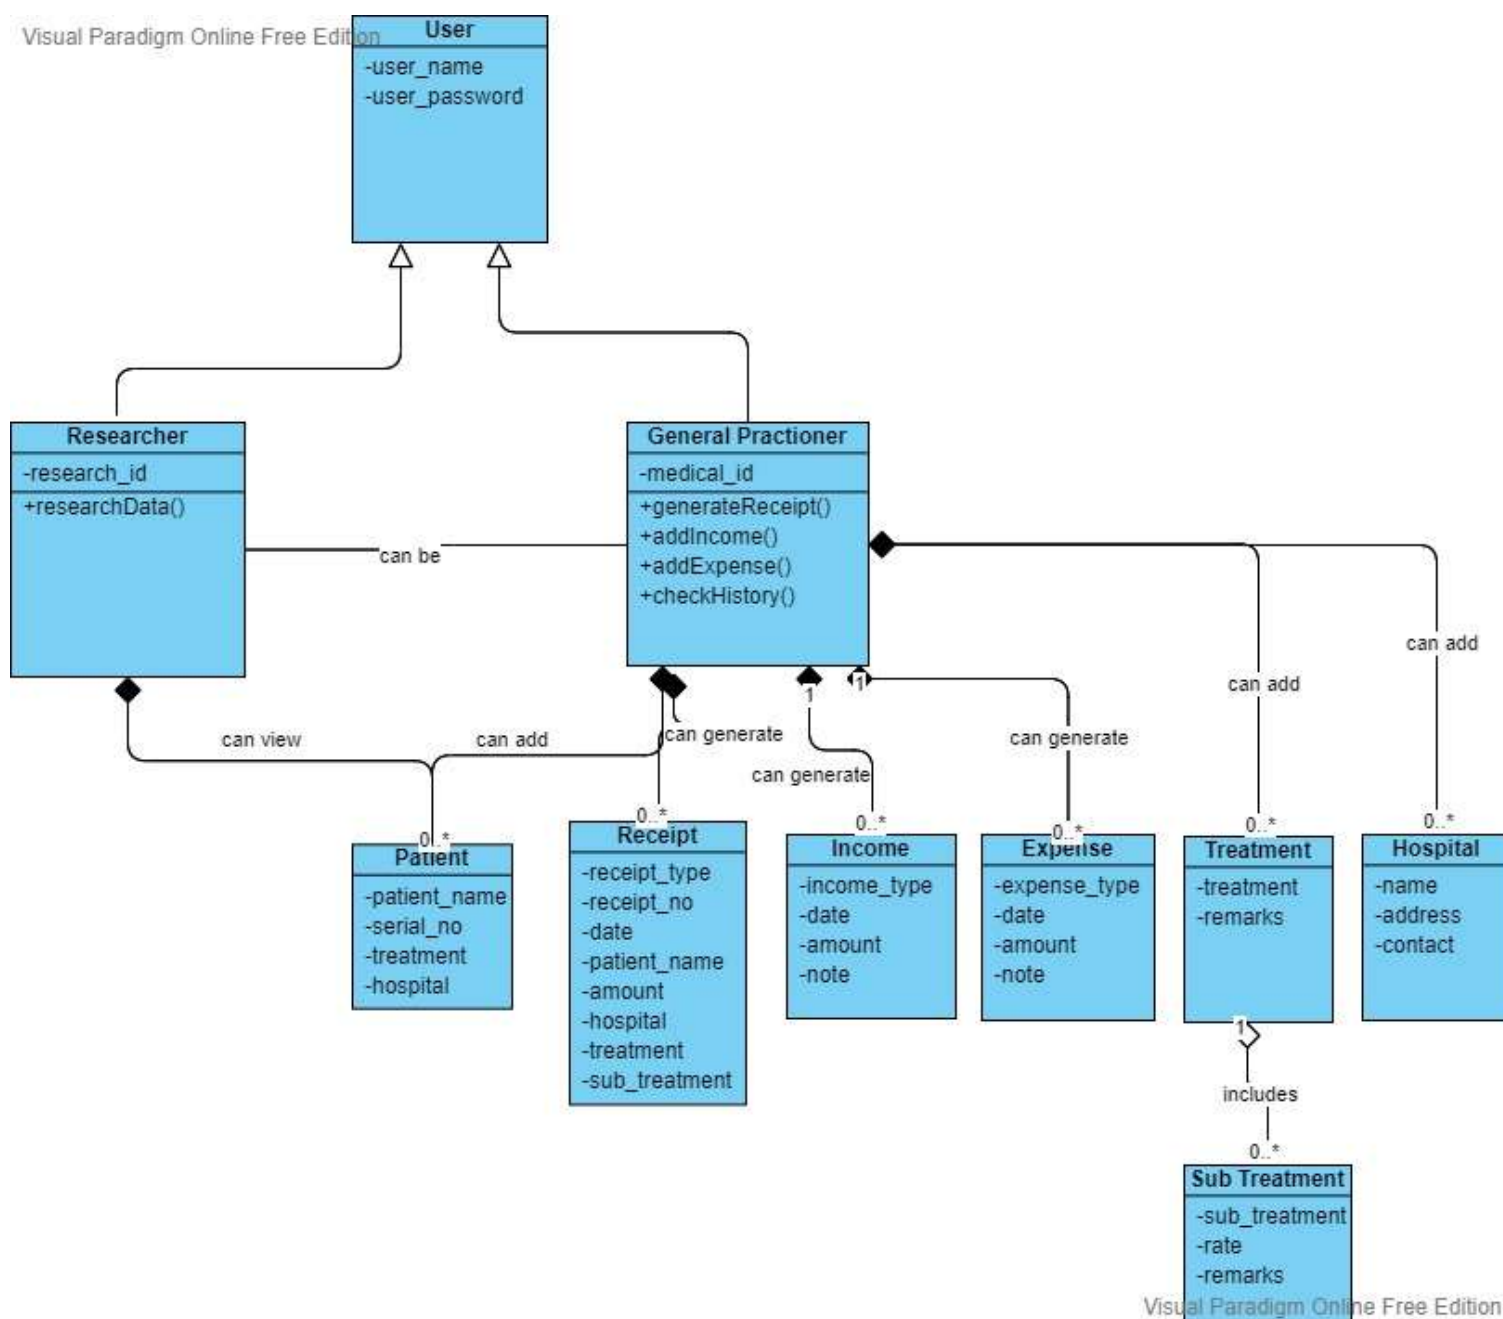 Visual Paradigm Online Free Edition
User
-user_name
-user_password
Researcher
-research_id
+researchData()
General Practioner
-medical_id
+generateReceipt()
+addIncome()
+addExpense()
+checkHistory()
can be
can view
can add
can generate
1
can generate
1
can generate
can add
can add
0..*
Patient
-patient_name
-serial_no
-treatment
-hospital
0..*
Receipt
-receipt_type
-receipt_no
-date
-patient_name
-amount
-hospital
-treatment
-sub_treatment
0..*
Income
-income_type
-date
-amount
-note
0..*
Expense
-expense_type
-date
-amount
-note
0..*
Treatment
-treatment
-remarks
0..*
Hospital
-name
-address
-contact
1
includes
0..*
Sub Treatment
-sub_treatment
-rate
-remarks
Visual Paradigm Online Free Edition